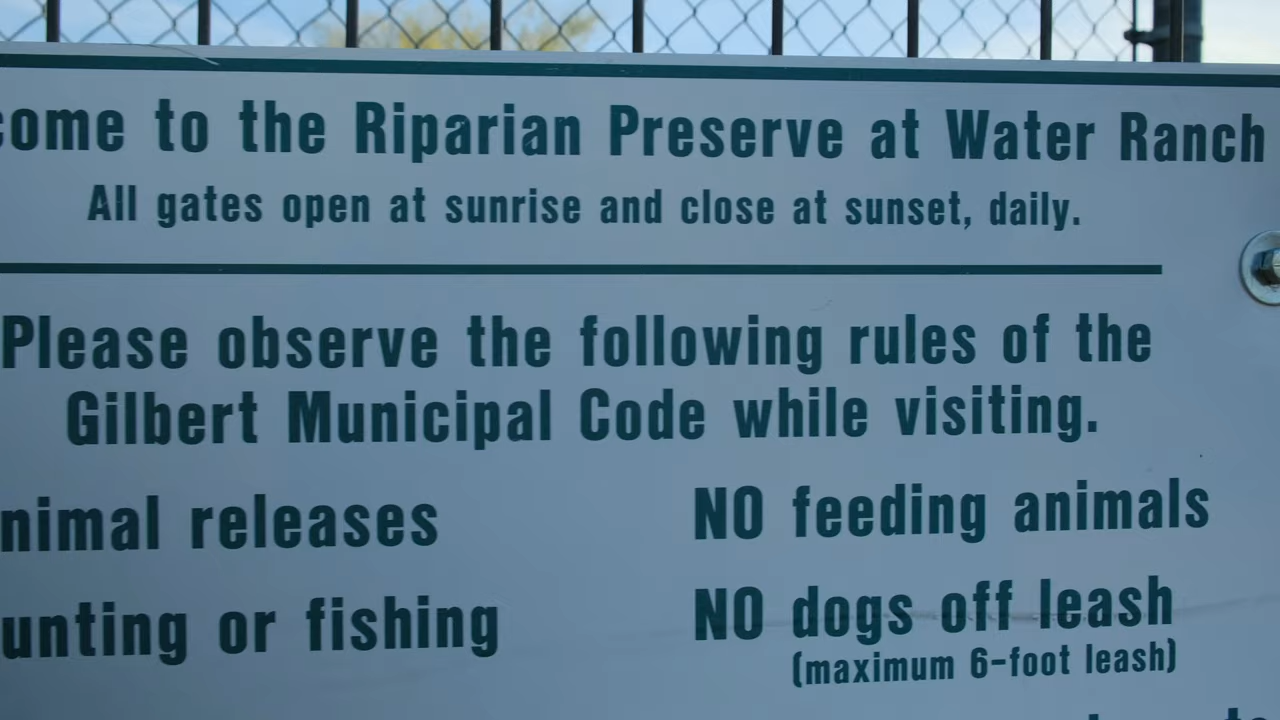 come to the Riparian Preserve at Water Ranch
All gates open at sunrise and close at sunset, daily.
Please observe the following rules of the
Gilbert Municipal Code while visiting.
nimal releases
NO feeding animals
unting or fishing
NO dogs off leash
(maximum 6-foot leash)